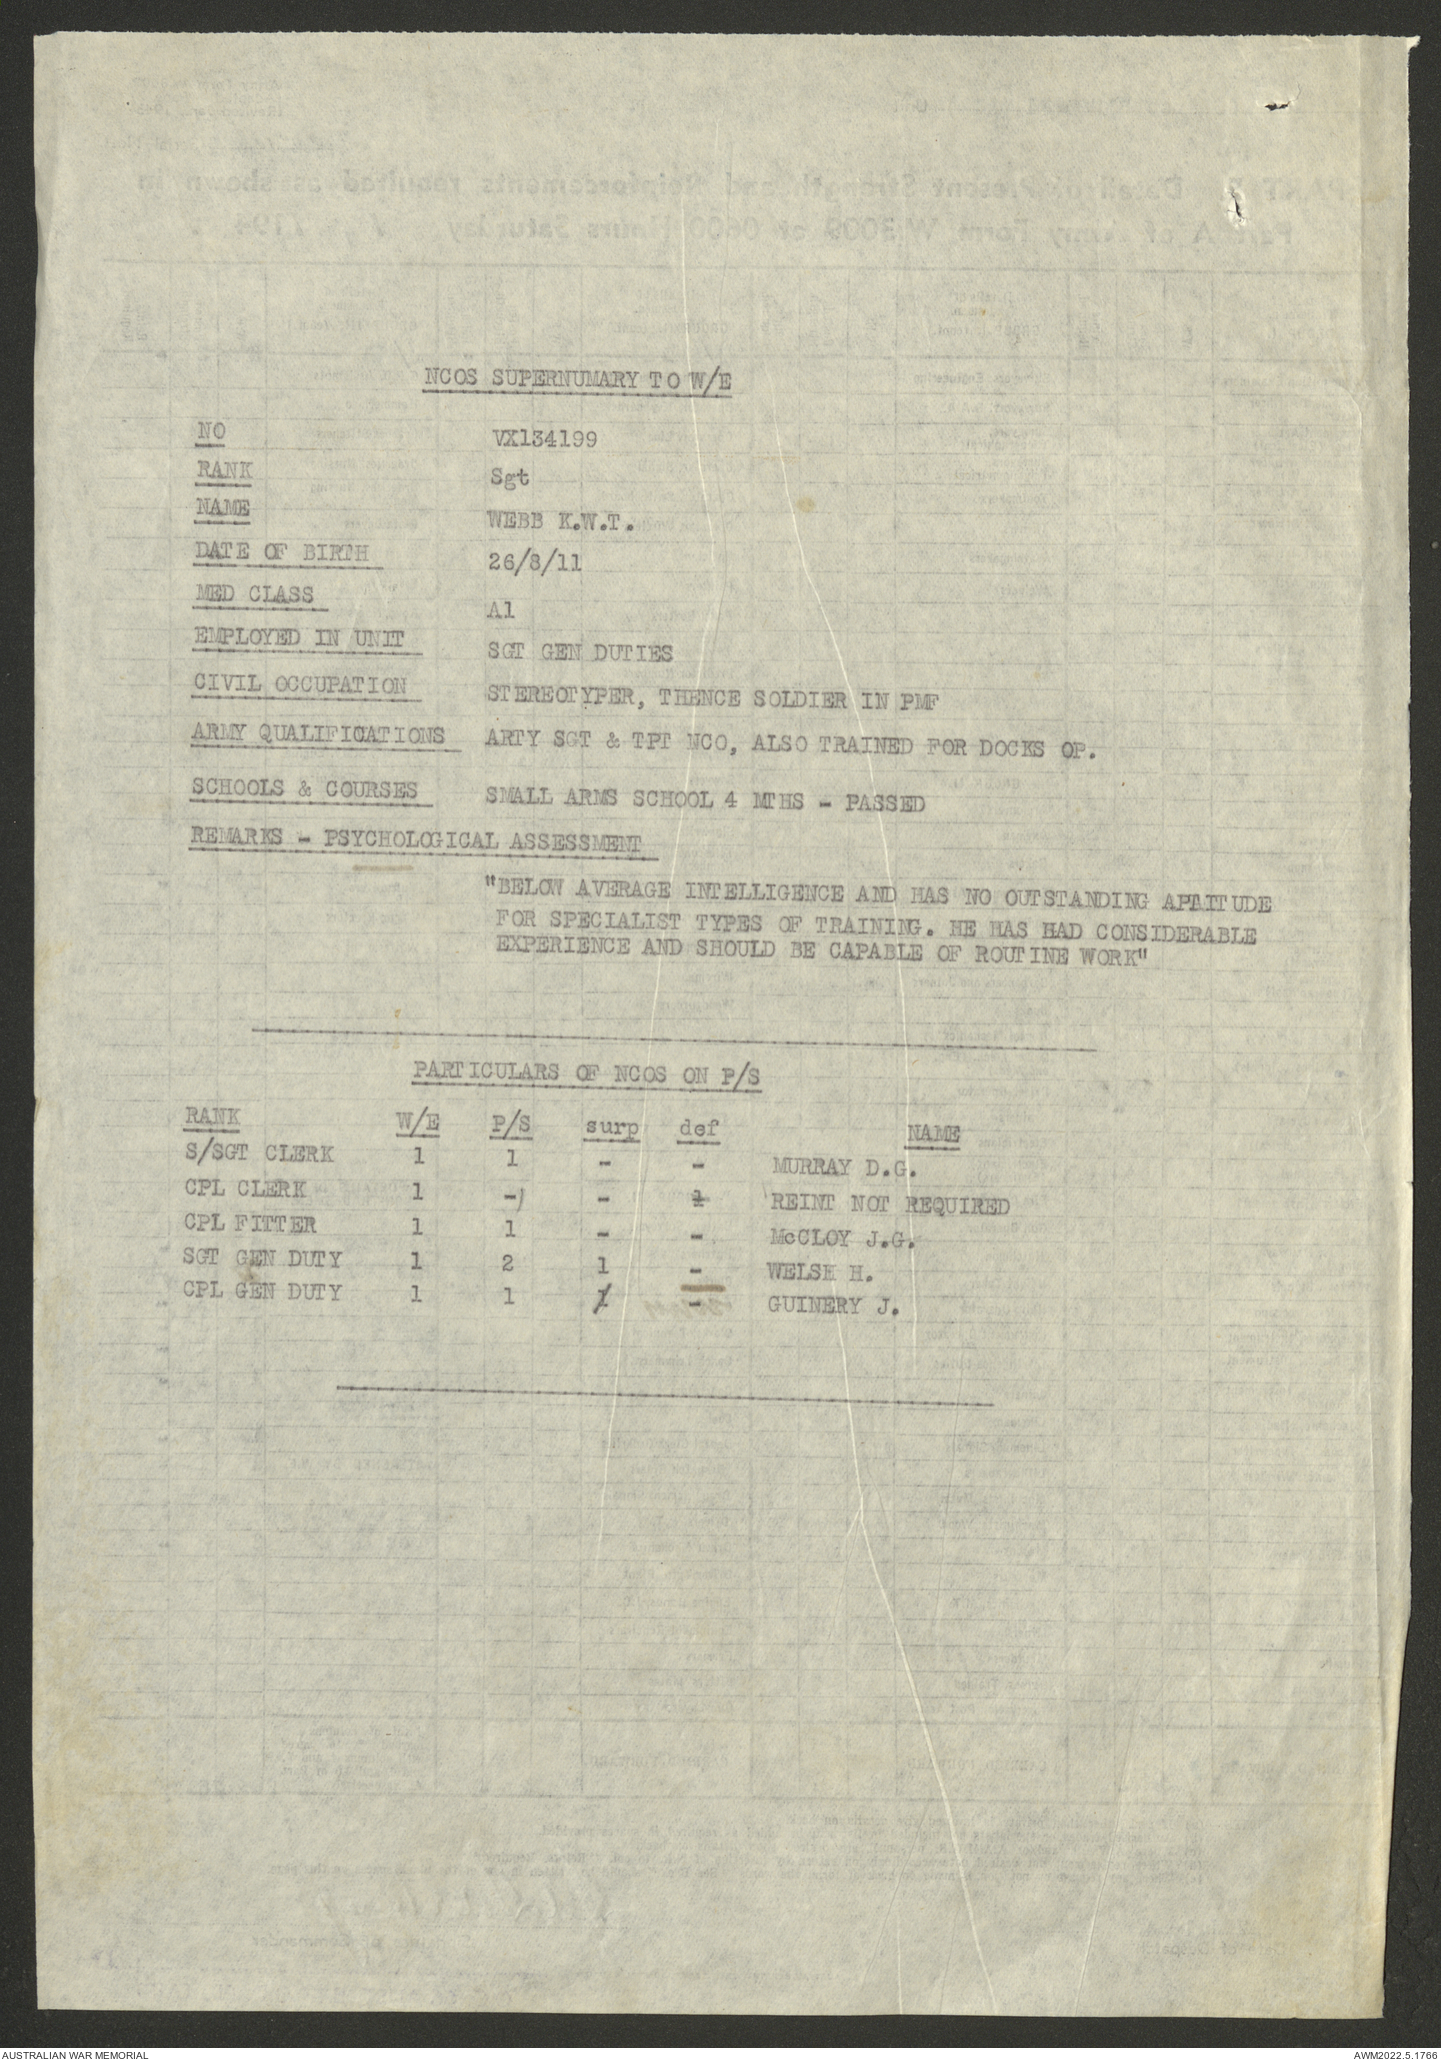 NCOS SUPERNUMARY TO W/E
NO VX134199
RANK Sgt
NAME WEBB K.W.T.
DATE OF BIRTH 26/8/11
MED CLASS A1
EMPLOYED IN UNIT SGT GEN DUTIES
CIVIL OCCUPATION STEREOTYPER, THENCE SOLDIER IN PMF
ARMY QUALIFICATIONS ARTY SGT & TPT NCO, ALSO TRAINED FOR DOCKS OP.
SCHOOLS & COURSES SMALL ARMS SCHOOL 4 MTHS - PASSED
REMARKS - PSYCHOLOGICAL ASSESSMENT
"BELOW AVERAGE INTELLIGENCE AND HAS NO OUTSTANDING APTITUDE
FOR SPECIALIST TYPES OF TRAINING. HE HAS HAD CONSIDERABLE
EXPERIENCE AND SHOULD BE CAPABLE OF ROUTINE WORK"
PARTICULARS OF NCOS ON P/S
RANK W/E P/S surp def NAME
S/SGT CLERK 1 1 - - MURRAY D.G.
CPL CLERK 1 - - 1 REINT NOT REQUIRED
CPL FITTER 1 1 - - McCLOY J.G.
SGT GEN DUTY 1 2 1 - WELSH H.
CPL GEN DUTY 1 1 1 - GUINERY J.
AUSTRALIAN WAR MEMORIAL
AWM2022.5.1766